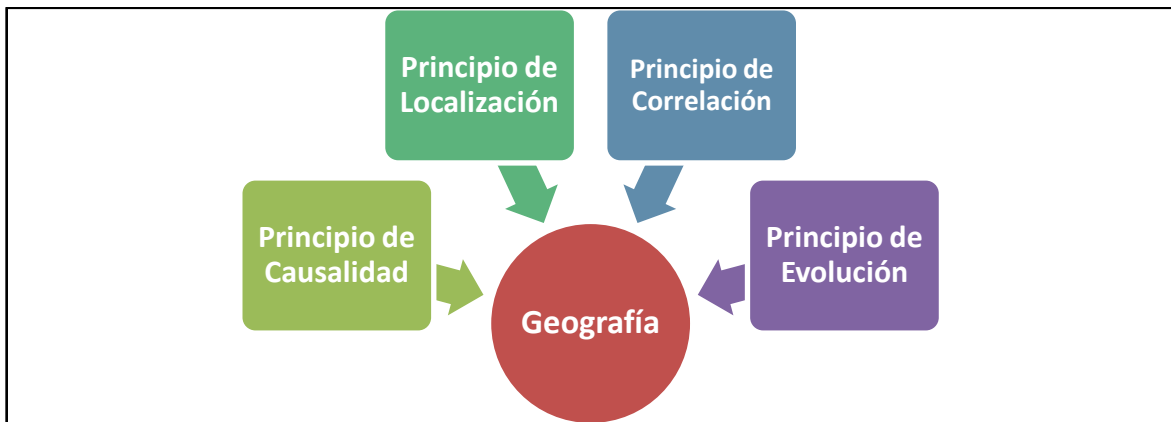 Principio de
Localización
Principio de
Correlación
Principio de
Causalidad
Principio de
Evolución
Geografía